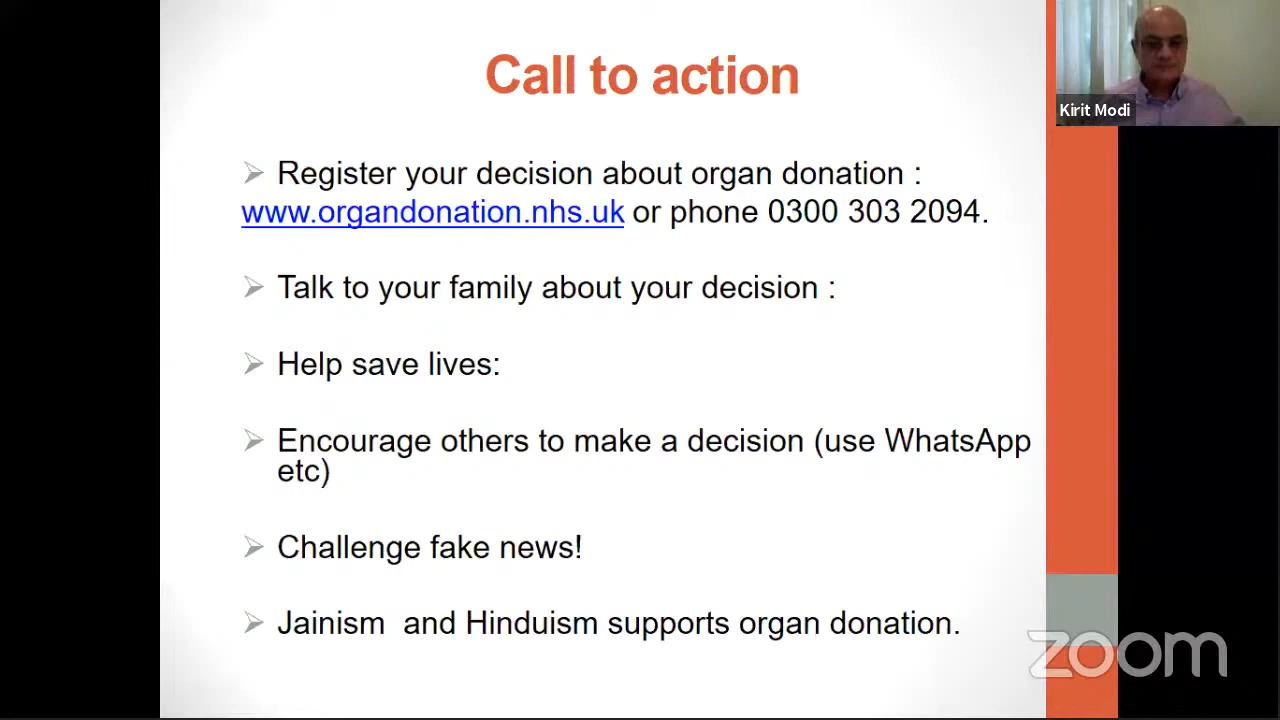 Call to action
Kirit Modi
Register your decision about organ donation :
www.organdonation.nhs.uk or phone 0300 303 2094.
Talk to your family about your decision :
Help save lives:
Encourage others to make a decision (use WhatsApp
etc)
Challenge fake news!
Jainism  and Hinduism supports organ donation.
zoom